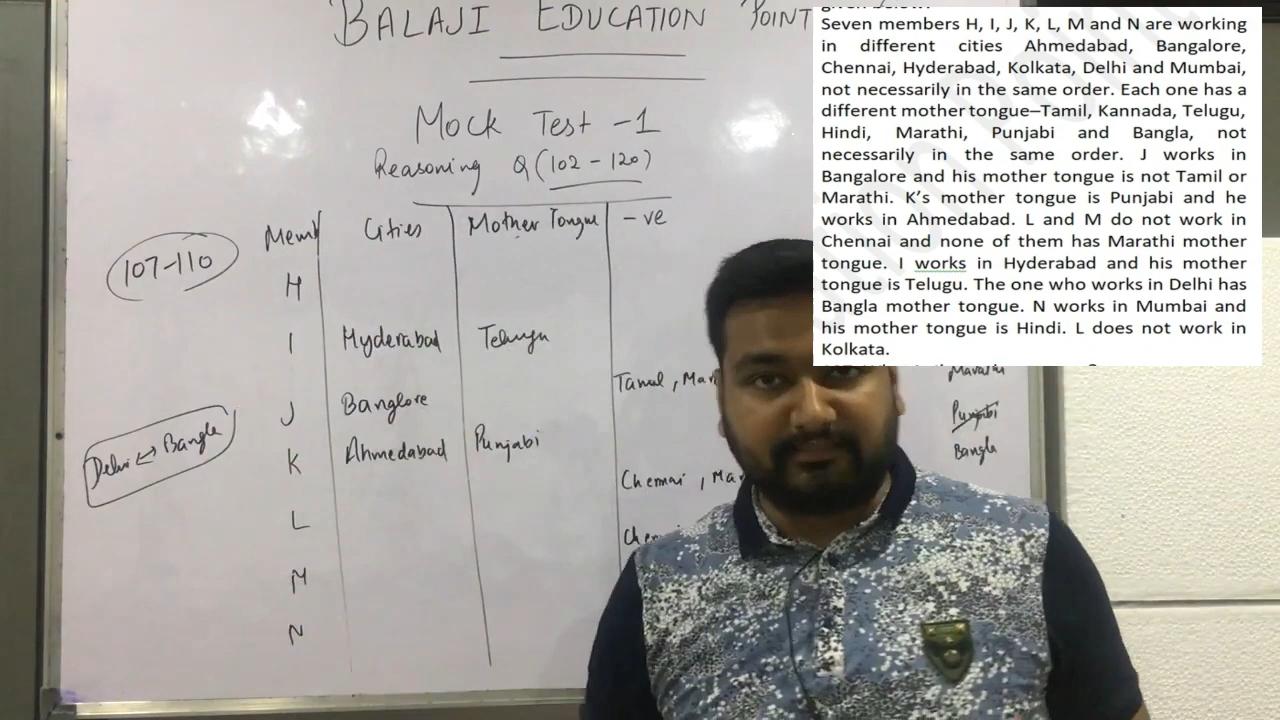 BALAJI EDUCATION POINT
Mock Test -1
Reasoning Q (102 - 120)
107-110
Memb Cities Mother Tongue -ve
H
I Hyderabad Telugu
Tamil , Mar
J Banglore
K Ahmedabad Punjabi
Chennai , Mar
L
Chen
M
N
Delhi ↔ Bangla
Marathi
Punjabi
Bangla
given below:
Seven members H, I, J, K, L, M and N are working
in different cities Ahmedabad, Bangalore,
Chennai, Hyderabad, Kolkata, Delhi and Mumbai,
not necessarily in the same order. Each one has a
different mother tongue–Tamil, Kannada, Telugu,
Hindi, Marathi, Punjabi and Bangla, not
necessarily in the same order. J works in
Bangalore and his mother tongue is not Tamil or
Marathi. K's mother tongue is Punjabi and he
works in Ahmedabad. L and M do not work in
Chennai and none of them has Marathi mother
tongue. I works in Hyderabad and his mother
tongue is Telugu. The one who works in Delhi has
Bangla mother tongue. N works in Mumbai and
his mother tongue is Hindi. L does not work in
Kolkata.